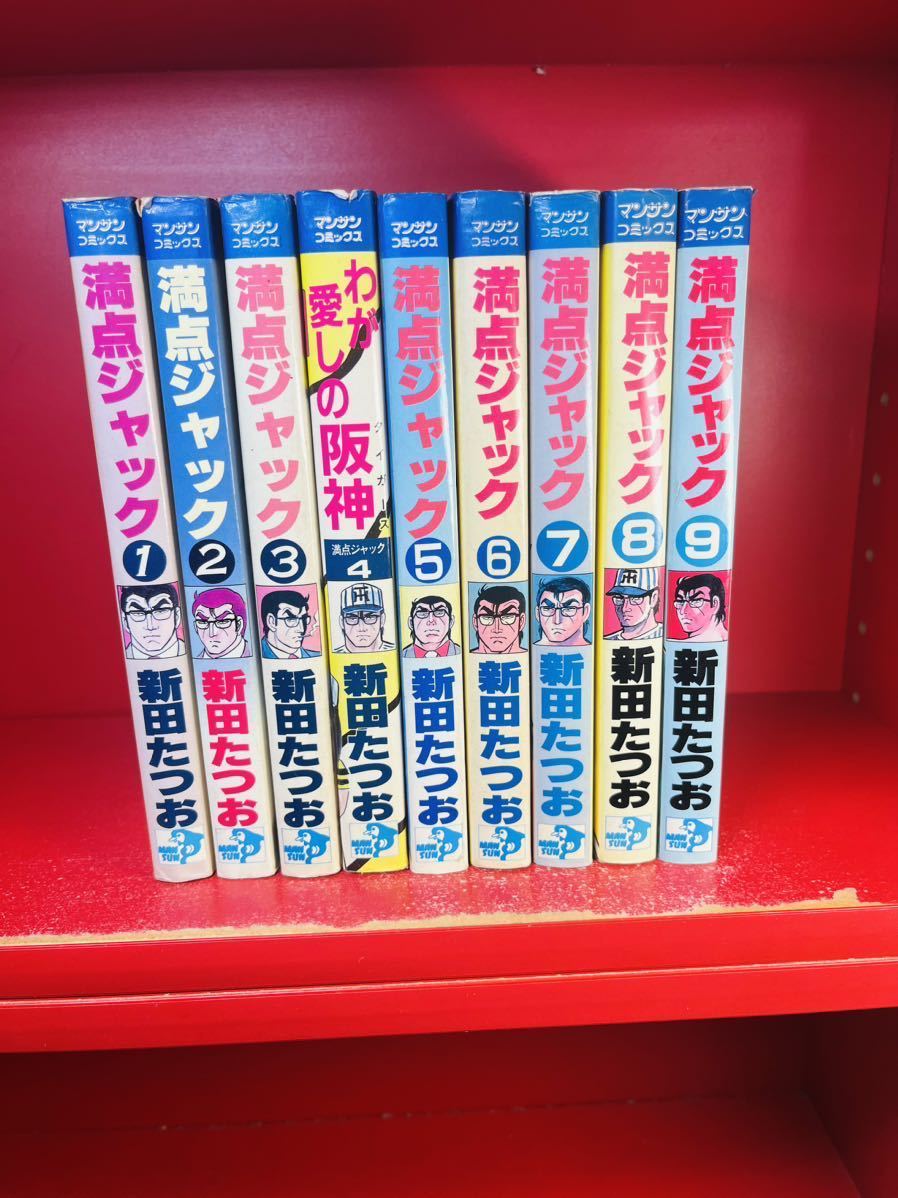 マンサン
コミックス
満点ジャック
1
新田たつお
MAN
SUN
マンサン
コミックス
満点ジャック
2
新田たつお
MAN
SUN
マンサン
コミックス
満点ジャック
3
新田たつお
MAN
SUN
マンサン
コミックス
わが
愛しの阪神
タイガース
満点ジャック
4
TH
新田たつお
MAN
SUN
マンサン
コミックス
満点ジャック
5
新田たつお
MAN
SUN
マンサン
コミックス
満点ジャック
6
新田たつお
MAN
SUN
マンサン
コミックス
満点ジャック
7
新田たつお
MAN
SUN
マンサン
コミックス
満点ジャック
8
TH
新田たつお
MAN
SUN
マンサン
コミックス
満点ジャック
9
新田たつお
MAN
SUN